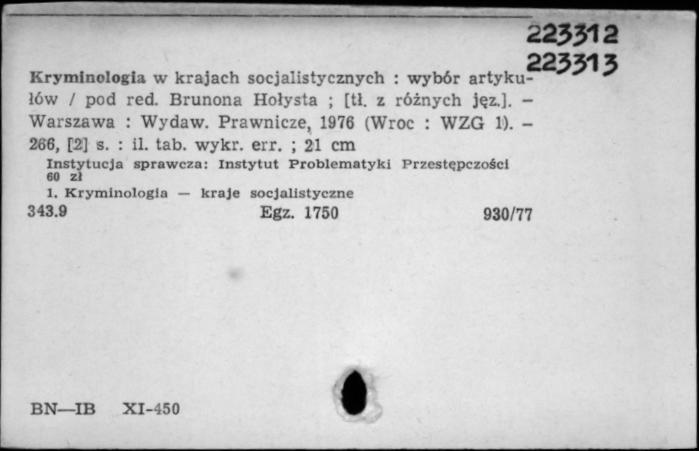 223312
223313
Kryminologia w krajach socjalistycznych : wybór artyku-
łów / pod red. Brunona Hołysta ; [tł. z różnych jęz.]. –
Warszawa : Wydaw. Prawnicze, 1976 (Wroc : WZG 1). –
266, [2] s. : il. tab. wykr. err. ; 21 cm
Instytucja sprawcza: Instytut Problematyki Przestępczości
60 zł
1. Kryminologia — kraje socjalistyczne
343.9 Egz. 1750 930/77
BN—IB XI-450